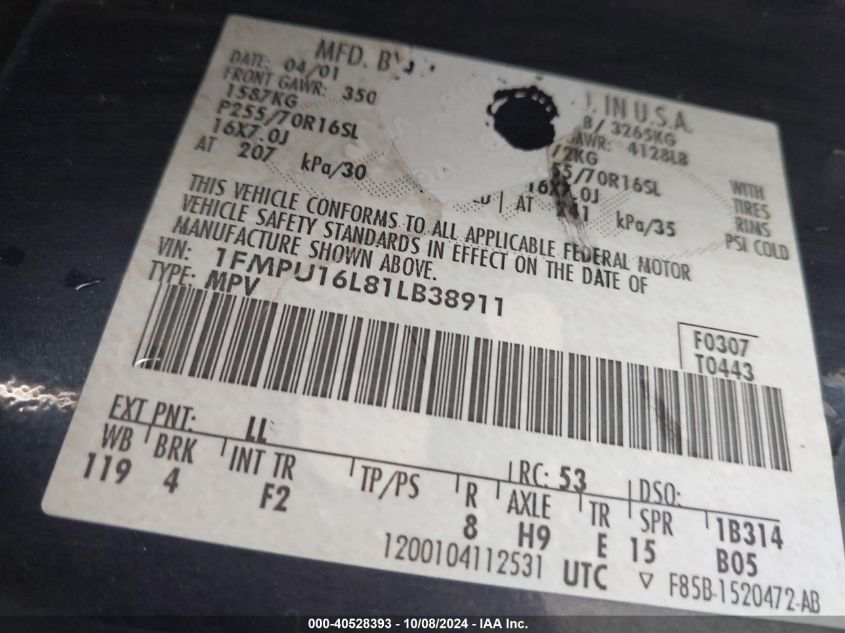 MFD. BY IN U.S.A.
DATE: 04/01 8/ 3265KG
FRONT GAWR: 350 AWR: 4128LB
1587KG 2KG WITH
P255/70R16SL 5/70R16SL TIRES
16X7.0J 16X7.0J RIMS
AT 207 kPa/30 AT 241 kPa/35 PSI COLD
THIS VEHICLE CONFORMS TO ALL APPLICABLE FEDERAL MOTOR
VEHICLE SAFETY STANDARDS IN EFFECT ON THE DATE OF
MANUFACTURE SHOWN ABOVE.
VIN: 1FMPU16L81LB38911
TYPE: MPV
F0307
T0443
EXT PNT: LL RC: 53 DSO:
WB BRK INT TR TP/PS R AXLE TR SPR 1B314
119 4 F2 8 H9 E 15 B05
1200104112531 UTC ▽ F85B-1520472-AB
000-40528393 - 10/08/2024 - IAA Inc.